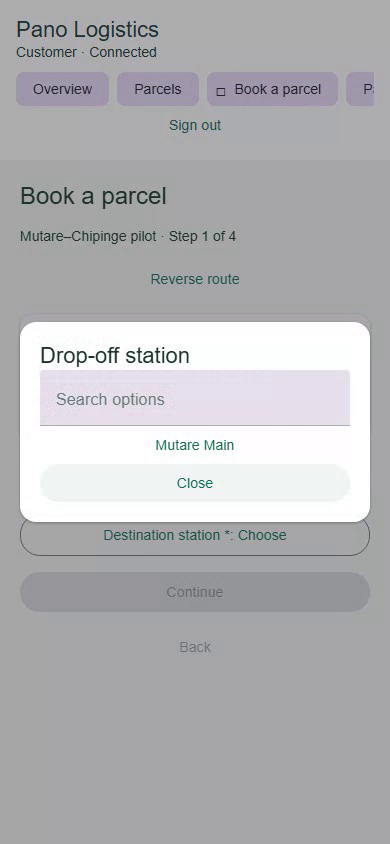 Pano Logistics
Customer · Connected
Overview
Parcels
Book a parcel
Sign out
Book a parcel
Mutare–Chipinge pilot · Step 1 of 4
Reverse route
Drop-off station
Search options
Mutare Main
Close
Destination station *: Choose
Continue
Back